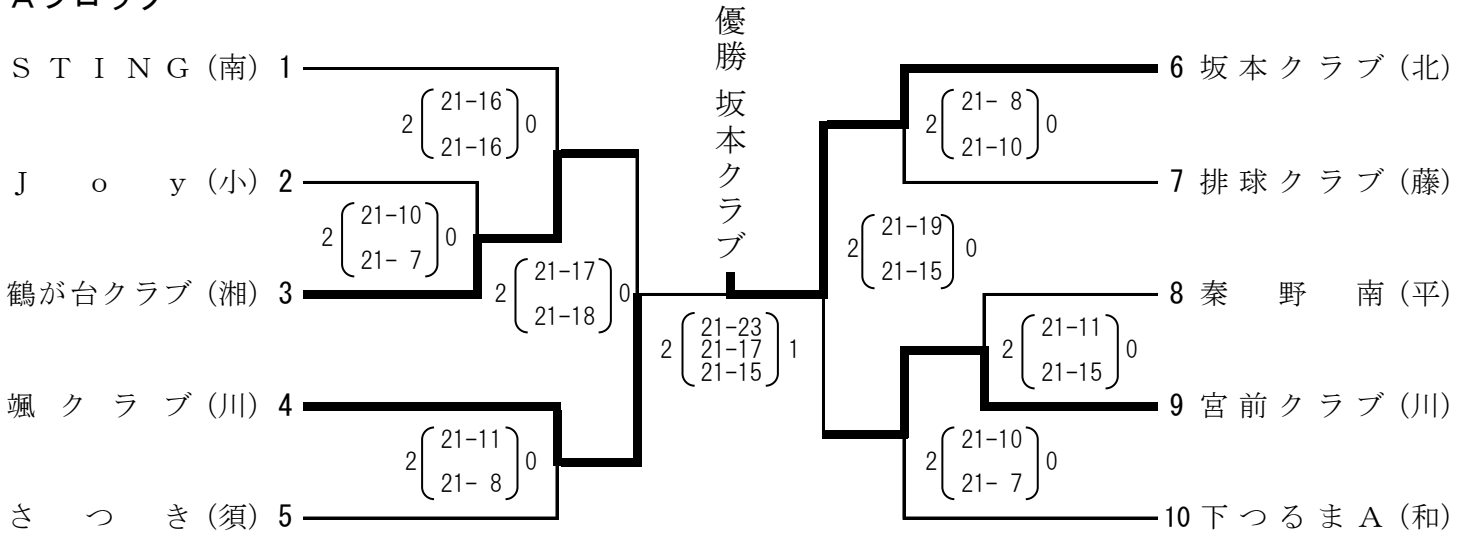 Aブロック
優勝 坂本クラブ
STING(南) 1
2 21-16 0
21-16
Joy(小) 2
2 21-10 0
21- 7
鶴が台クラブ(湘) 3
2 21-17 0
21-18
颯クラブ(川) 4
2 21-11 0
21- 8
さつき(須) 5
2 21-23 1
21-17
21-15
6 坂本クラブ(北)
2 21- 8 0
21-10
7 排球クラブ(藤)
2 21-19 0
21-15
8 秦野南(平)
2 21-11 0
21-15
9 宮前クラブ(川)
2 21-10 0
21- 7
10 下つるまA(和)